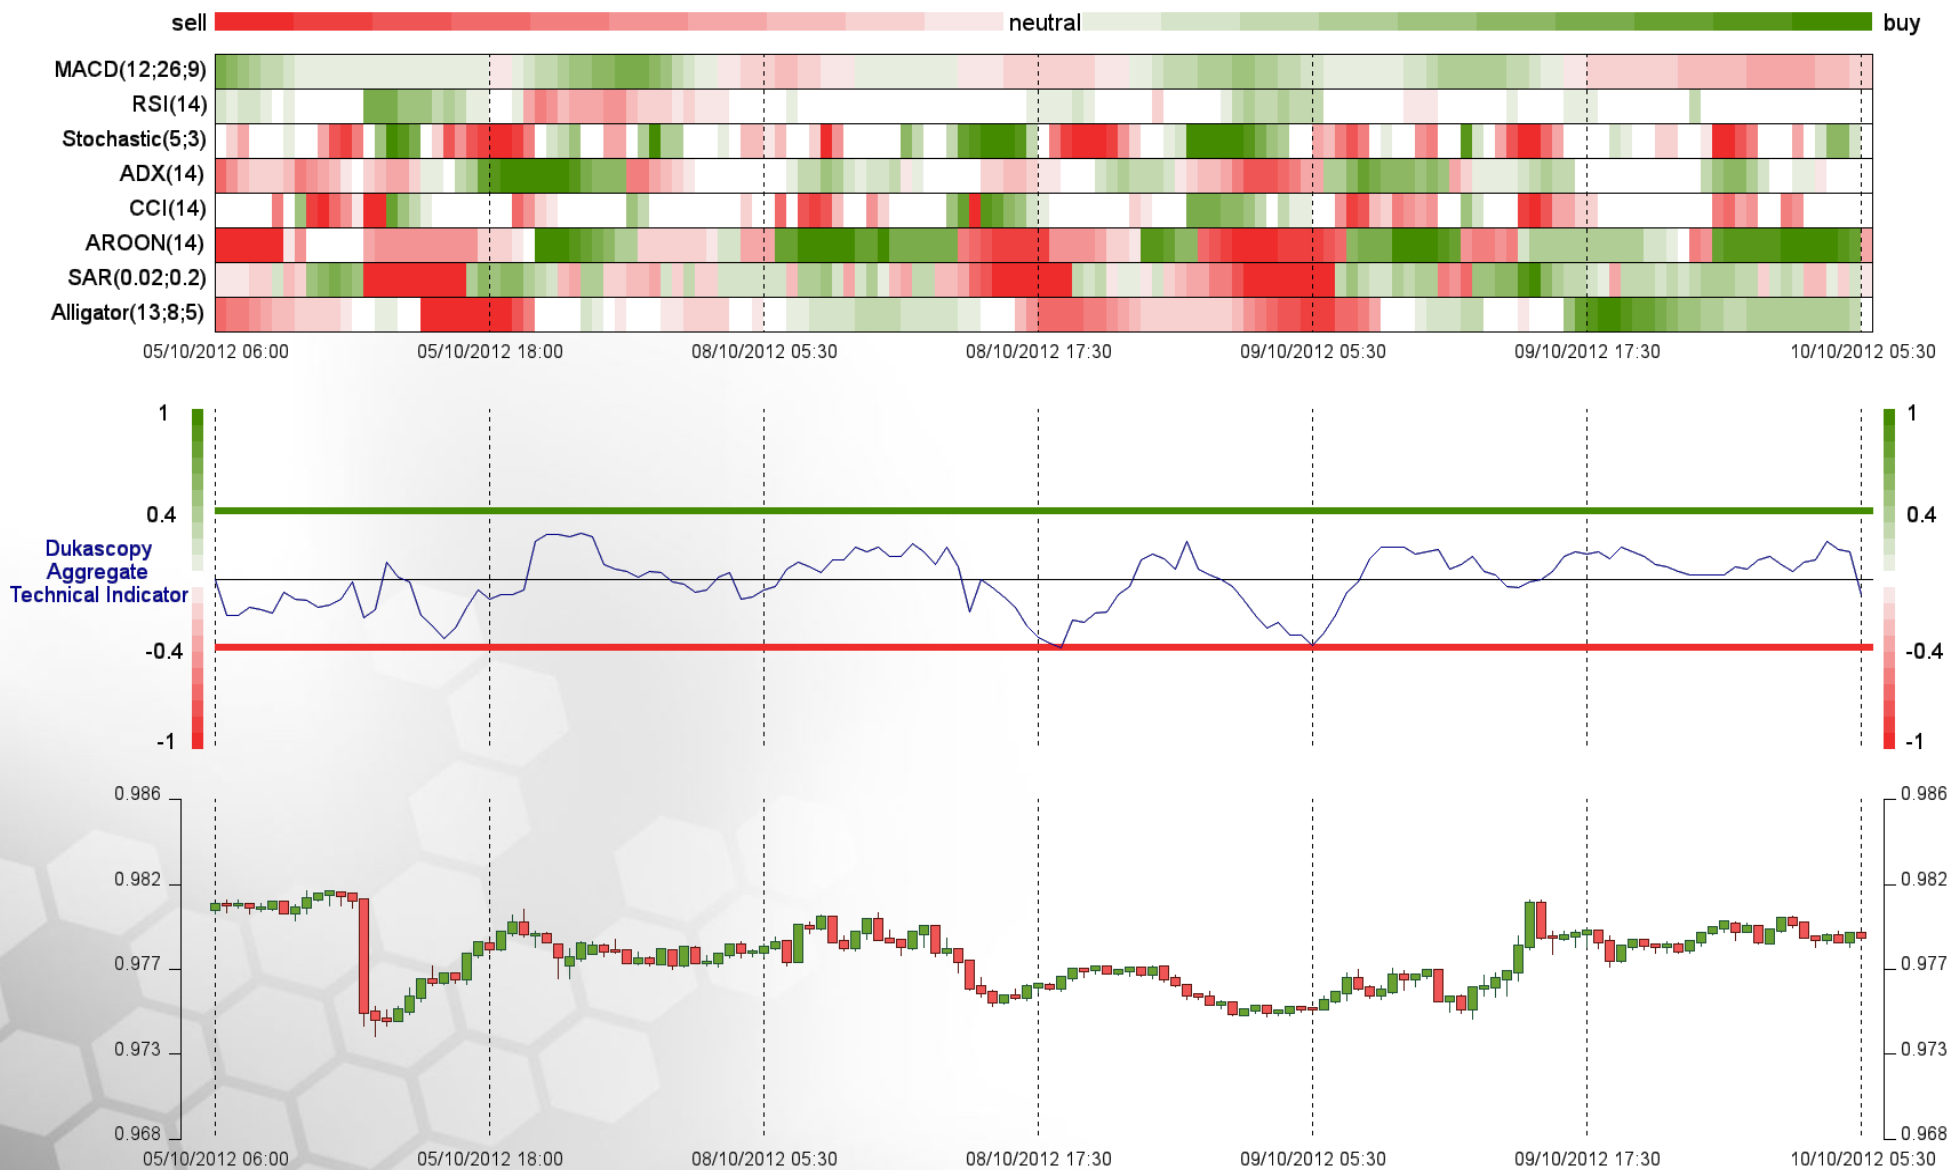 sell neutral buy
MACD(12;26;9)
RSI(14)
Stochastic(5;3)
ADX(14)
CCI(14)
AROON(14)
SAR(0.02;0.2)
Alligator(13;8;5)
05/10/2012 06:00 05/10/2012 18:00 08/10/2012 05:30 08/10/2012 17:30 09/10/2012 05:30 09/10/2012 17:30 10/10/2012 05:30
1 1
0.4 0.4
Dukascopy
Aggregate
Technical Indicator
-0.4 -0.4
-1 -1
0.986 0.986
0.982 0.982
0.977 0.977
0.973 0.973
0.968 0.968
05/10/2012 06:00 05/10/2012 18:00 08/10/2012 05:30 08/10/2012 17:30 09/10/2012 05:30 09/10/2012 17:30 10/10/2012 05:30